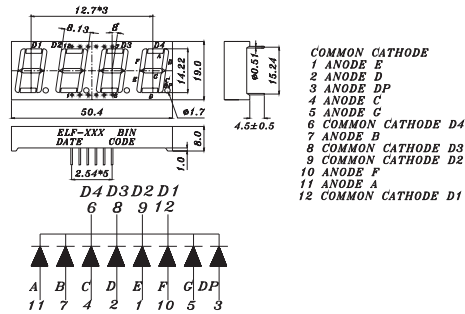 12.7*3
8.13
8
D1 D2 D3 D4
A
F B
E C
D
DP
14.22
19.0
50.4
ø1.7
ø0.51
15.24
4.5±0.5
ELF-XXX BIN
DATE CODE
2.54*5
1.0
8.0
COMMON CATHODE
1 ANODE E
2 ANODE D
3 ANODE DP
4 ANODE C
5 ANODE G
6 COMMON CATHODE D4
7 ANODE B
8 COMMON CATHODE D3
9 COMMON CATHODE D2
10 ANODE F
11 ANODE A
12 COMMON CATHODE D1
D4 D3 D2 D1
6 8 9 12
A B C D E F G DP
11 7 4 2 1 10 5 3